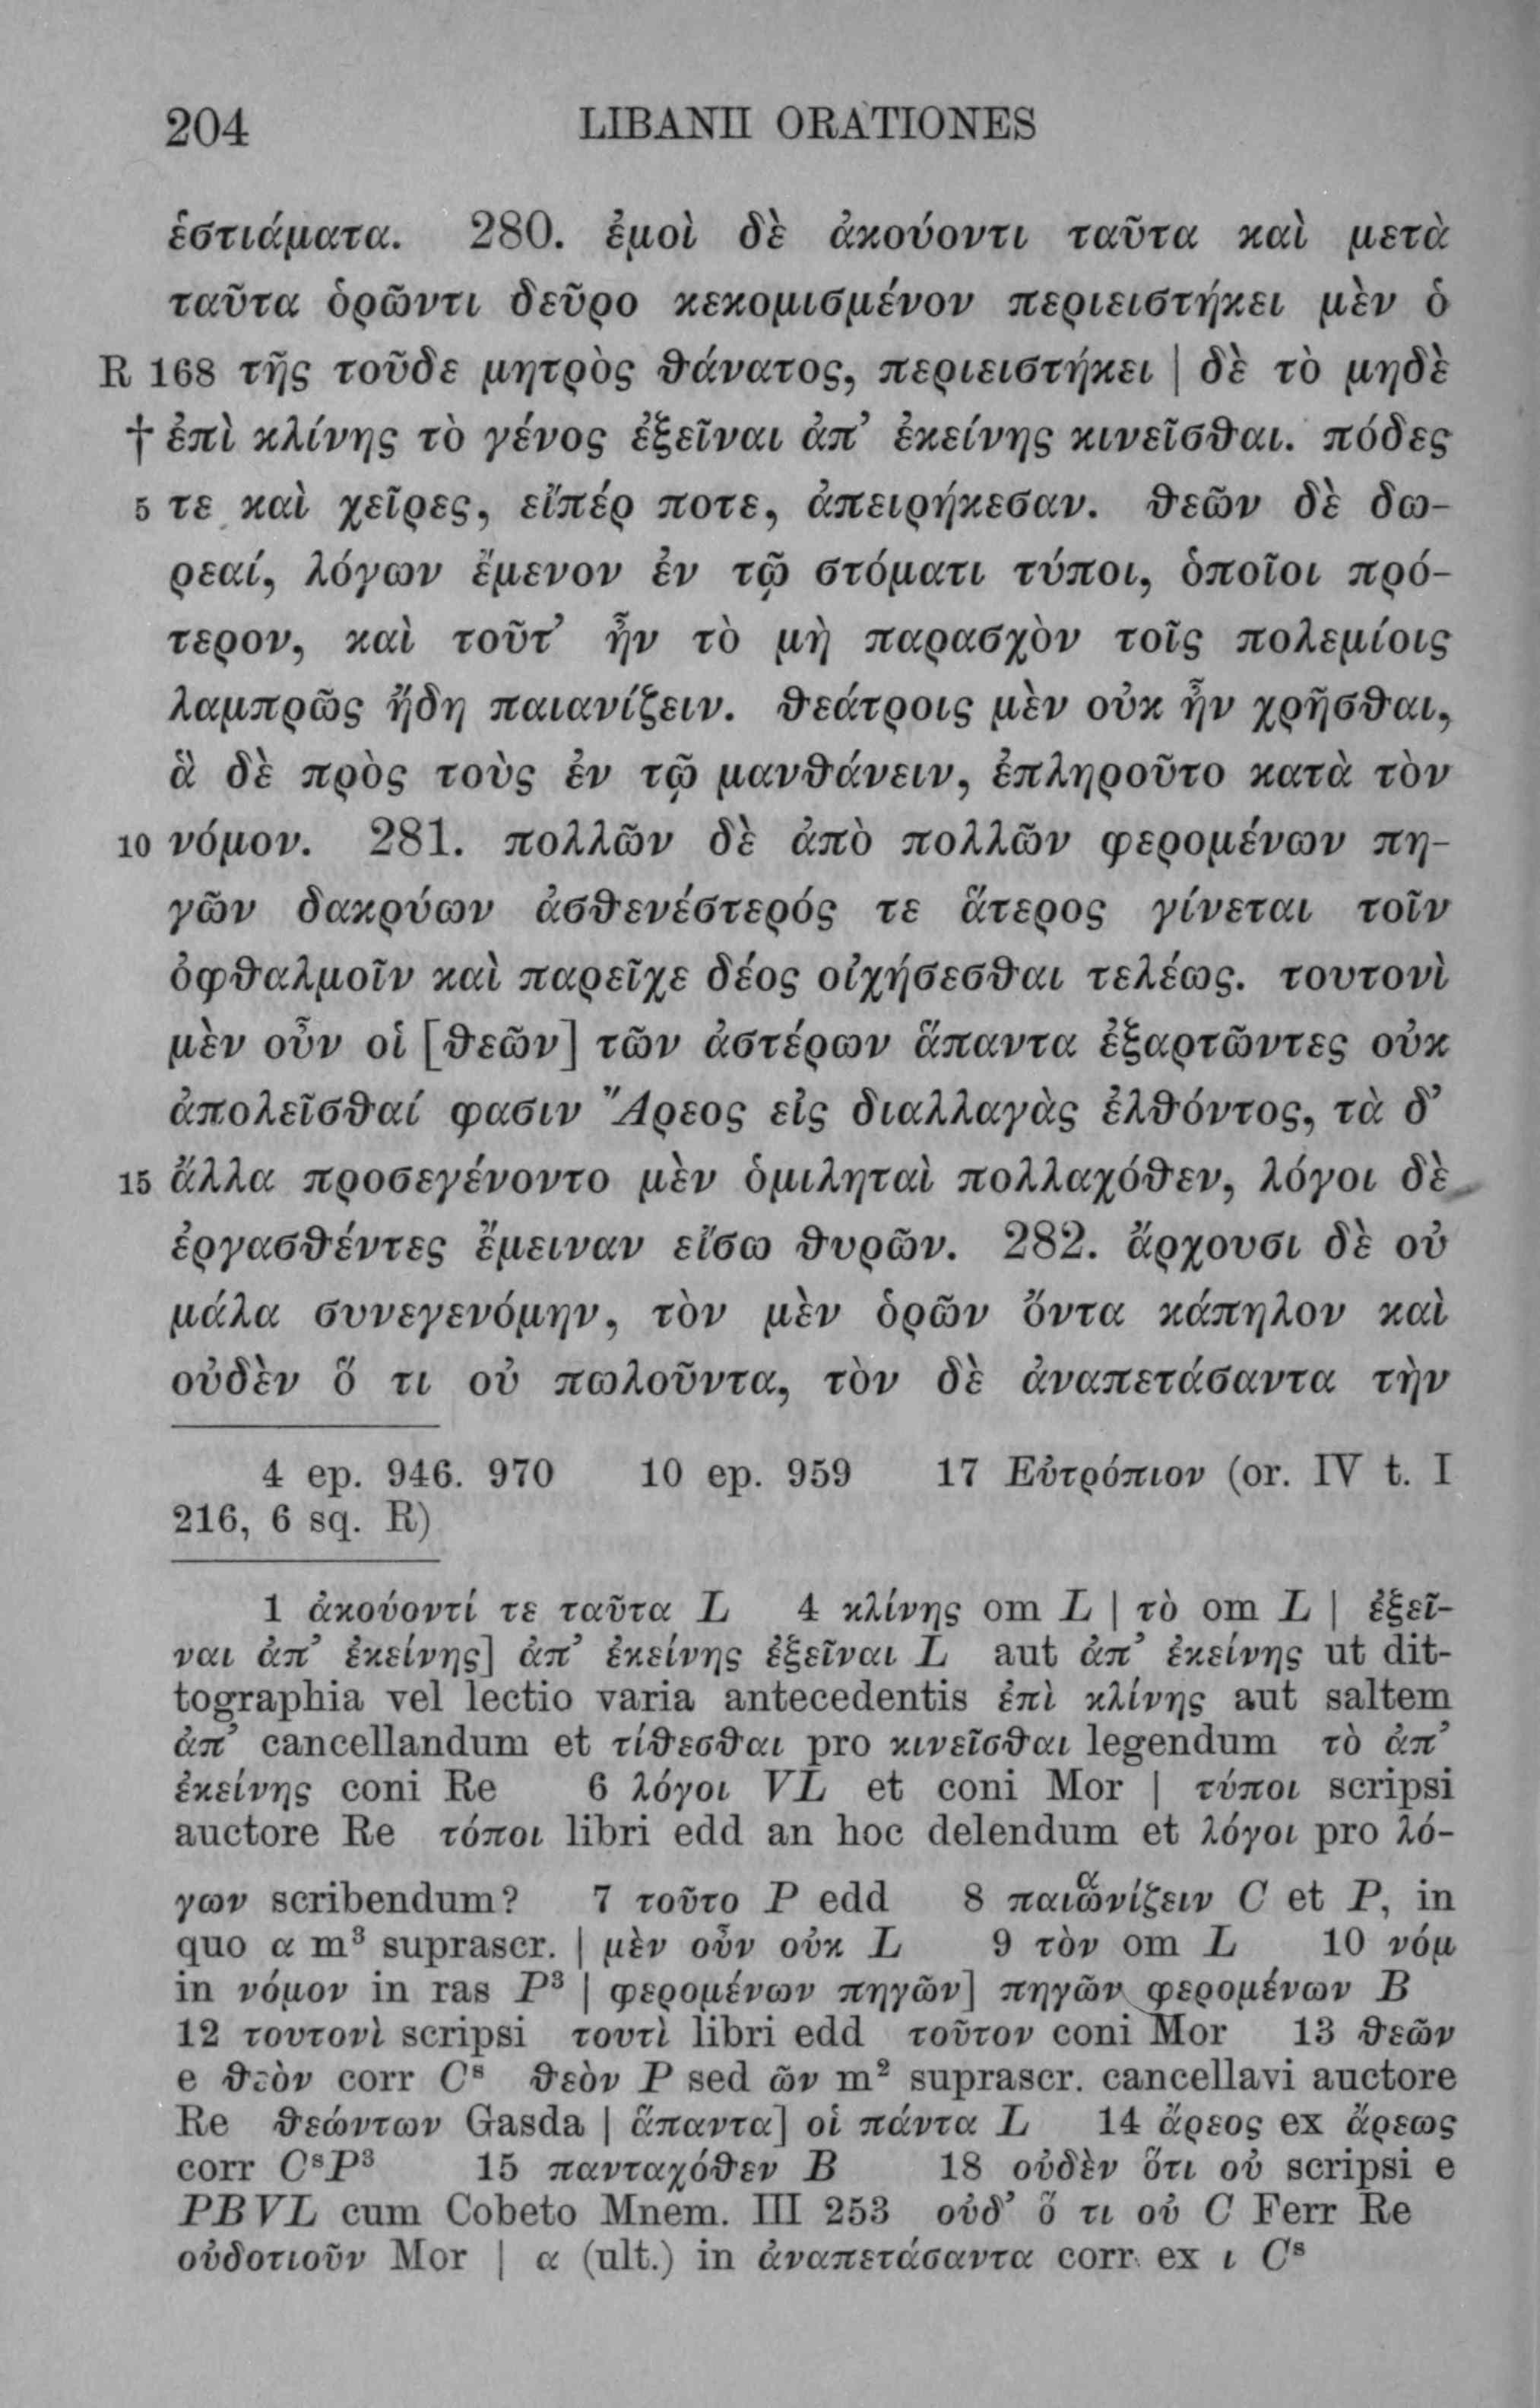 204 LIBANII ORATIONES
ἑστιάματα. 280. ἐμοὶ δὲ ἀκούοντι ταῦτα καὶ μετὰ
ταῦτα ὁρῶντι δεῦρο κεκομισμένον περιειστήκει μὲν ὁ
R 168 τῆς τοῦδε μητρὸς θάνατος, περιειστήκει | δὲ τὸ μηδὲ
† ἐπὶ κλίνης τὸ γένος ἐξεῖναι ἀπ’ ἐκείνης κινεῖσθαι. πόδες
5 τε καὶ χεῖρες, εἴπέρ ποτε, ἀπειρήκεσαν. θεῶν δὲ δω-
ρεαί, λόγων ἔμενον ἐν τῷ στόματι τύποι, ὁποῖοι πρό-
τερον, καὶ τοῦτ’ ἦν τὸ μὴ παρασχὸν τοῖς πολεμίοις
λαμπρῶς ἤδη παιανίζειν. θεάτροις μὲν οὐκ ἦν χρῆσθαι,
ἃ δὲ πρὸς τοὺς ἐν τῷ μανθάνειν, ἐπληροῦτο κατὰ τὸν
10 νόμον. 281. πολλῶν δὲ ἀπὸ πολλῶν φερομένων πη-
γῶν δακρύων ἀσθενέστερός τε ἅτερος γίνεται τοῖν
ὀφθαλμοῖν καὶ παρεῖχε δέος οἰχήσεσθαι τελέως. τουτονὶ
μὲν οὖν οἱ [θεῶν] τῶν ἀστέρων ἅπαντα ἐξαρτῶντες οὐκ
ἀπολεῖσθαί φασιν Ἄρεος εἰς διαλλαγὰς ἐλθόντος, τὰ δ’
15 ἄλλα προσεγένοντο μὲν ὁμιληταὶ πολλαχόθεν, λόγοι δὲ
ἐργασθέντες ἔμειναν εἴσω θυρῶν. 282. ἄρχουσι δὲ οὐ
μάλα συνεγενόμην, τὸν μὲν ὁρῶν ὄντα κάπηλον καὶ
οὐδὲν ὅ τι οὐ πωλοῦντα, τὸν δὲ ἀναπετάσαντα τὴν
4 ep. 946. 970 10 ep. 959 17 Εὐτρόπιον (or. IV t. I
216, 6 sq. R)
1 ἀκούοντί τε ταῦτα L 4 κλίνης om L | τὸ om L | ἐξεῖ-
ναι ἀπ’ ἐκείνης] ἀπ’ ἐκείνης ἐξεῖναι L aut ἀπ’ ἐκείνης ut dit-
tographia vel lectio varia antecedentis ἐπὶ κλίνης aut saltem
ἀπ’ cancellandum et τίθεσθαι pro κινεῖσθαι legendum τὸ ἀπ’
ἐκείνης coni Re 6 λόγοι VL et coni Mor | τύποι scripsi
auctore Re τόποι libri edd an hoc delendum et λόγοι pro λό-
γων scribendum? 7 τοῦτο P edd 8 παιω̑ͣνίζειν C et P, in
quo α m³ suprascr. | μὲν οὖν οὐκ L 9 τὸν om L 10 νόμ
in νόμον in ras P³ | φερομένων πηγῶν] πηγῶν φερομένων B
12 τουτονὶ scripsi τουτὶ libri edd τοῦτον coni Mor 13 θεῶν
e θεὸν corr Cˢ θεὸν P sed ῶν m² suprascr. cancellavi auctore
Re θεώντων Gasda | ἅπαντα] οἱ πάντα L 14 ἄρεος ex ἄρεως
corr CˢP³ 15 πανταχόθεν B 18 οὐδὲν ὅτι οὐ scripsi e
PBVL cum Cobeto Mnem. III 253 οὐδ’ ὅ τι οὐ C Ferr Re
οὐδοτιοῦν Mor | α (ult.) in ἀναπετάσαντα corr. ex ι Cˢ